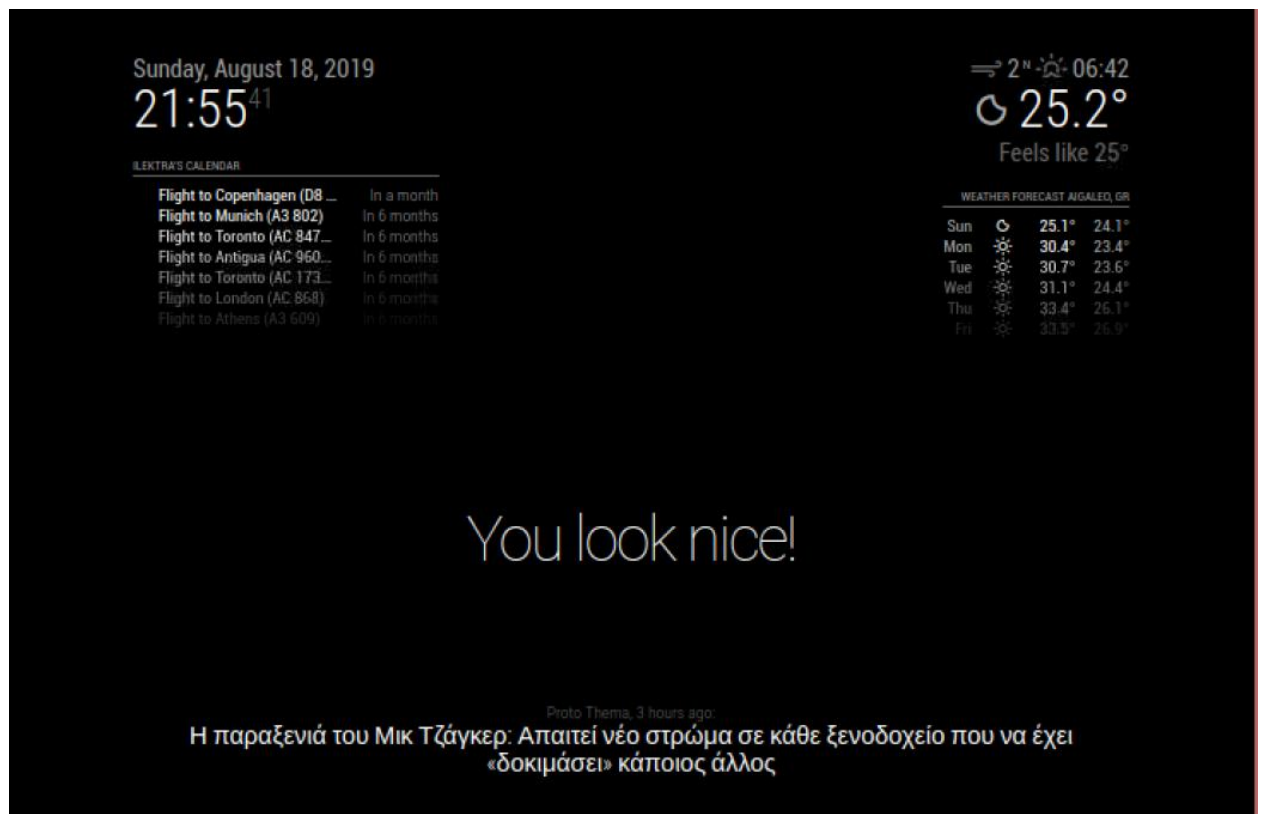 Sunday, August 18, 2019
21:55 41
ILEKTRA'S CALENDAR
Flight to Copenhagen (D8 ... In a month
Flight to Munich (A3 802) In 6 months
Flight to Toronto (AC 847... In 6 months
Flight to Antigua (AC 960... In 6 months
Flight to Toronto (AC 173... In 6 months
Flight to London (AC 868) In 6 months
Flight to Athens (A3 609) In 6 months
2 N 06:42
25.2°
Feels like 25°
WEATHER FORECAST AIGALEO, GR
Sun 25.1° 24.1°
Mon 30.4° 23.4°
Tue 30.7° 23.6°
Wed 31.1° 24.4°
Thu 33.4° 26.1°
Fri 33.5° 26.9°
You look nice!
Proto Thema, 3 hours ago:
Η παραξενιά του Μικ Τζάγκερ: Απαιτεί νέο στρώμα σε κάθε ξενοδοχείο που να έχει
«δοκιμάσει» κάποιος άλλος